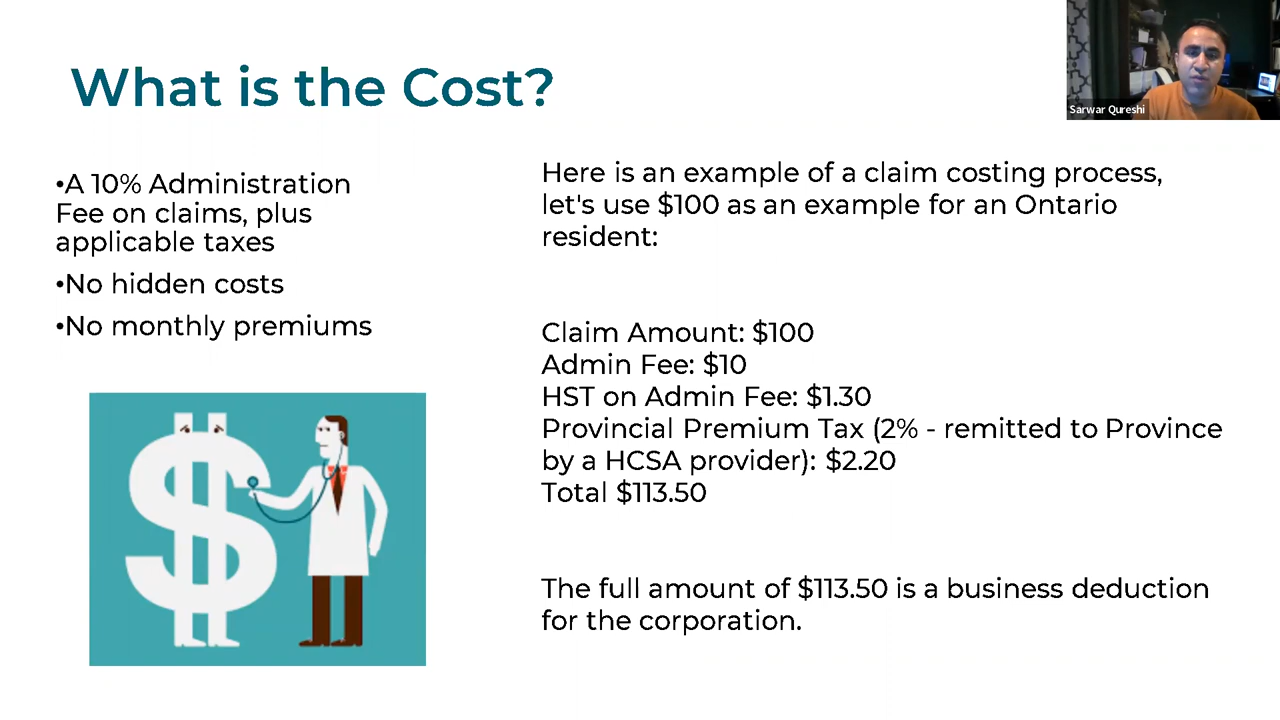 What is the Cost?
Sarwar Qureshi
•A 10% Administration
Fee on claims, plus
applicable taxes
•No hidden costs
•No monthly premiums
Here is an example of a claim costing process,
let's use $100 as an example for an Ontario
resident:
Claim Amount: $100
Admin Fee: $10
HST on Admin Fee: $1.30
Provincial Premium Tax (2% - remitted to Province
by a HCSA provider): $2.20
Total $113.50
The full amount of $113.50 is a business deduction
for the corporation.